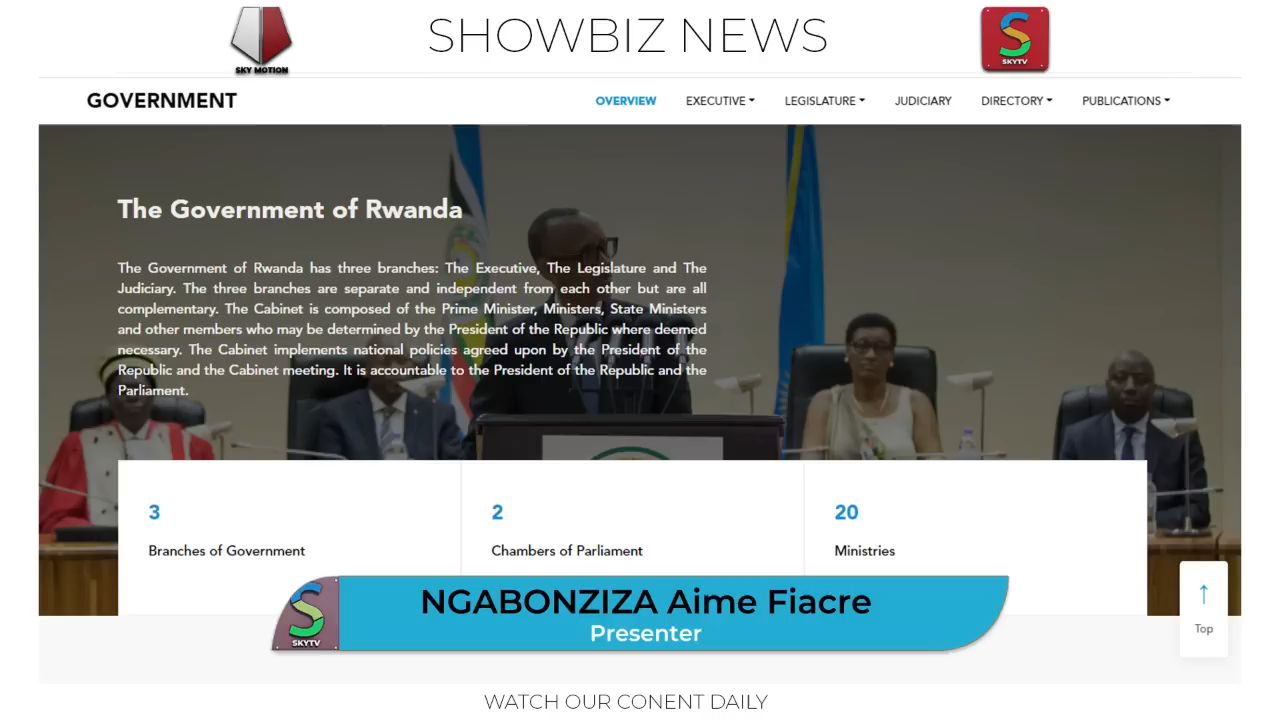 SHOWBIZ NEWS
SKY MOTION
S
SKYTV
GOVERNMENT
OVERVIEW
EXECUTIVE
LEGISLATURE
JUDICIARY
DIRECTORY
PUBLICATIONS
The Government of Rwanda
The Government of Rwanda has three branches: The Executive, The Legislature and The
Judiciary. The three branches are separate and independent from each other but are all
complementary. The Cabinet is composed of the Prime Minister, Ministers, State Ministers
and other members who may be determined by the President of the Republic where deemed
necessary. The Cabinet implements national policies agreed upon by the President of the
Republic and the Cabinet meeting. It is accountable to the President of the Republic and the
Parliament.
3
Branches of Government
2
Chambers of Parliament
20
Ministries
Top
S
SKYTV
NGABONZIZA Aime Fiacre
Presenter
WATCH OUR CONENT DAILY